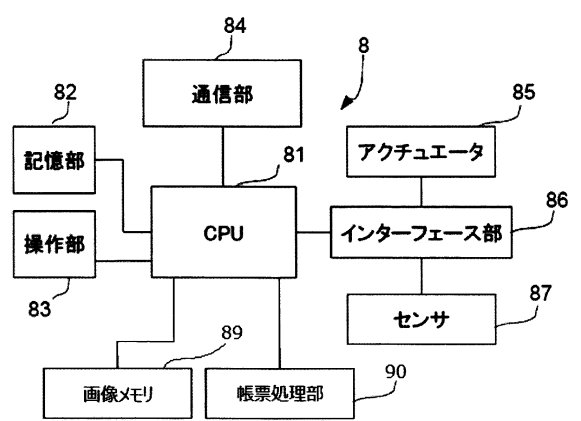 84
通信部
8
82
記憶部
85
アクチュエータ
81
CPU
操作部
83
インターフェース部
86
センサ
87
89
画像メモリ
帳票処理部
90